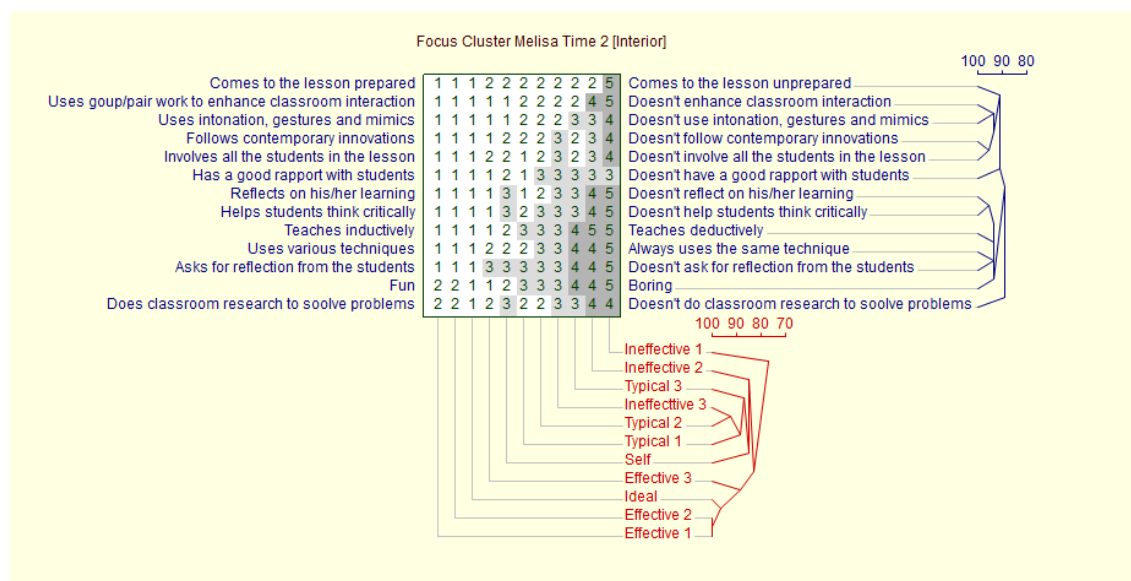 Focus Cluster Melisa Time 2 [Interior]
100 90 80
Comes to the lesson prepared 1 1 1 2 2 2 2 2 2 2 5 Comes to the lesson unprepared
Uses goup/pair work to enhance classroom interaction 1 1 1 1 1 2 2 2 2 4 5 Doesn't enhance classroom interaction
Uses intonation, gestures and mimics 1 1 1 1 1 2 2 2 3 3 4 Doesn't use intonation, gestures and mimics
Follows contemporary innovations 1 1 1 1 2 2 2 3 2 3 4 Doesn't follow contemporary innovations
Involves all the students in the lesson 1 1 1 2 2 1 2 3 2 3 4 Doesn't involve all the students in the lesson
Has a good rapport with students 1 1 1 1 2 1 3 3 3 3 3 Doesn't have a good rapport with students
Reflects on his/her learning 1 1 1 1 3 1 2 3 3 4 5 Doesn't reflect on his/her learning
Helps students think critically 1 1 1 1 3 2 3 3 3 4 5 Doesn't help students think critically
Teaches inductively 1 1 1 1 2 3 3 3 4 5 5 Teaches deductively
Uses various techniques 1 1 1 2 2 2 3 3 4 4 5 Always uses the same technique
Asks for reflection from the students 1 1 1 3 3 3 3 3 4 4 5 Doesn't ask for reflection from the students
Fun 2 2 1 1 2 3 3 3 4 4 5 Boring
Does classroom research to soolve problems 2 2 1 2 3 2 2 3 3 4 4 Doesn't do classroom research to soolve problems
100 90 80 70
Ineffective 1
Ineffective 2
Typical 3
Ineffecttive 3
Typical 2
Typical 1
Self
Effective 3
Ideal
Effective 2
Effective 1